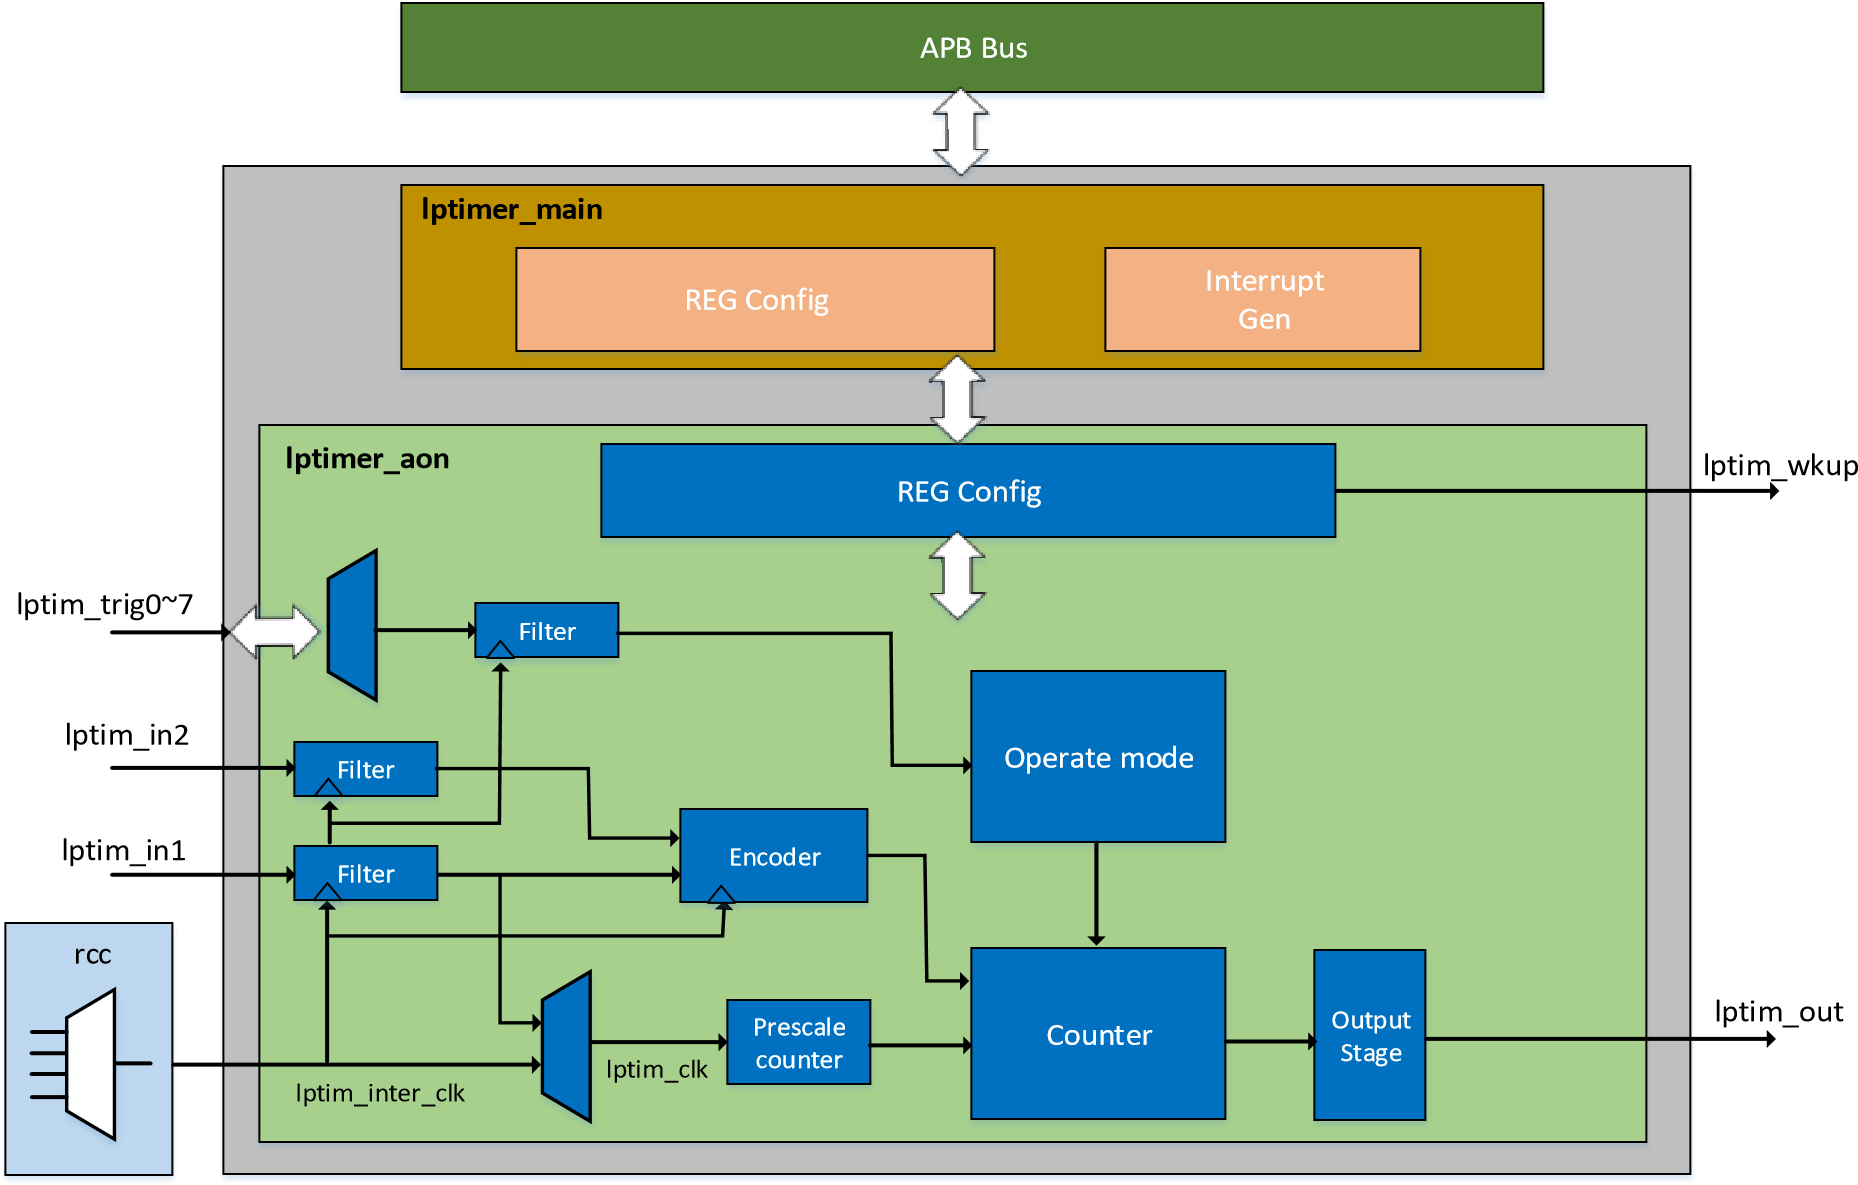 APB Bus
lptimer_main
REG Config
Interrupt
Gen
lptimer_aon
REG Config
lptim_wkup
lptim_trig0~7
Filter
lptim_in2
Filter
Operate mode
lptim_in1
Filter
Encoder
rcc
Prescale
counter
Counter
Output
Stage
lptim_out
lptim_clk
lptim_inter_clk